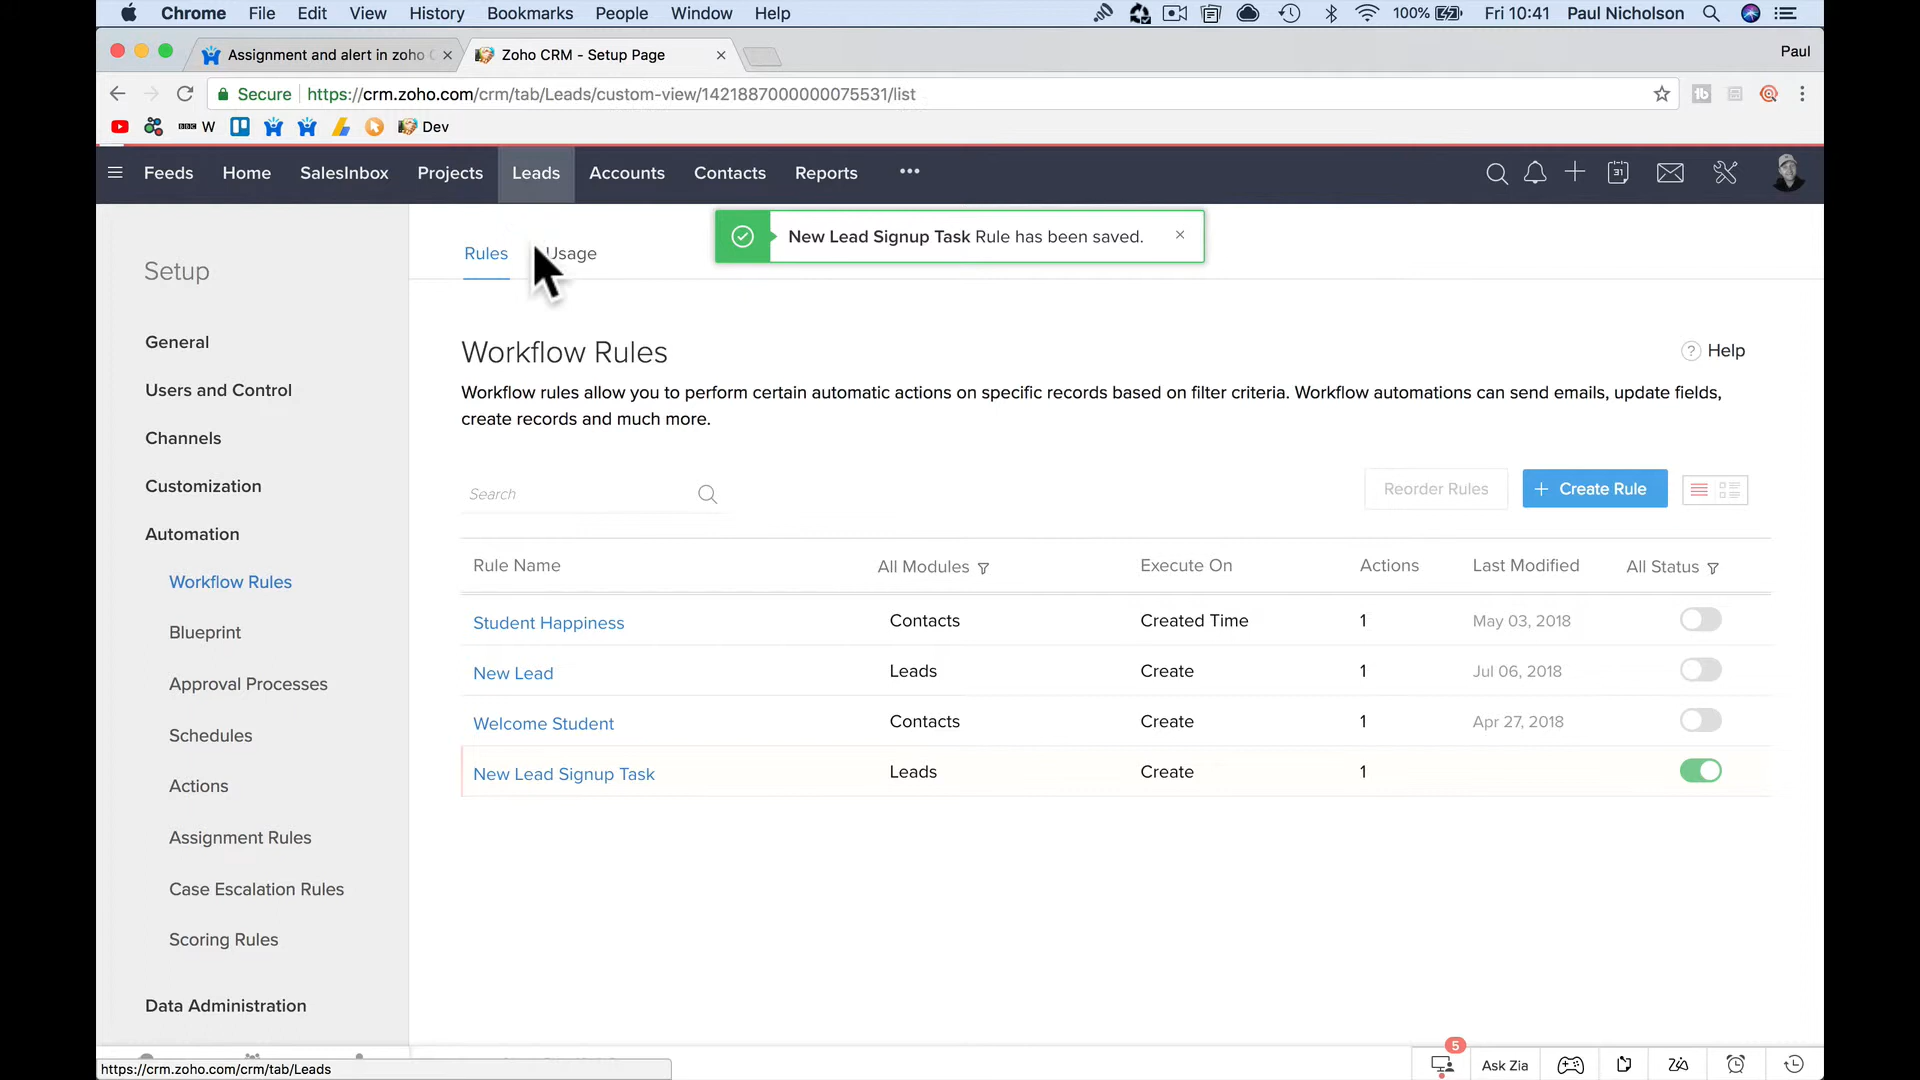 Chrome File Edit View History Bookmarks People Window Help 100% Fri 10:41 Paul Nicholson
Assignment and alert in zoho Zoho CRM - Setup Page Paul
Secure https://crm.zoho.com/crm/tab/Leads/custom-view/1421887000000075531/list
BBC W Dev
Feeds Home SalesInbox Projects Leads Accounts Contacts Reports ••• 31
New Lead Signup Task Rule has been saved.
Rules Usage
Setup
General
Users and Control
Channels
Customization
Automation
Workflow Rules
Blueprint
Approval Processes
Schedules
Actions
Assignment Rules
Case Escalation Rules
Scoring Rules
Data Administration
Workflow Rules
? Help
Workflow rules allow you to perform certain automatic actions on specific records based on filter criteria. Workflow automations can send emails, update fields,
create records and much more.
Search Reorder Rules + Create Rule
Rule Name All Modules Execute On Actions Last Modified All Status
Student Happiness Contacts Created Time 1 May 03, 2018
New Lead Leads Create 1 Jul 06, 2018
Welcome Student Contacts Create 1 Apr 27, 2018
New Lead Signup Task Leads Create 1
5
Ask Zia
https://crm.zoho.com/crm/tab/Leads